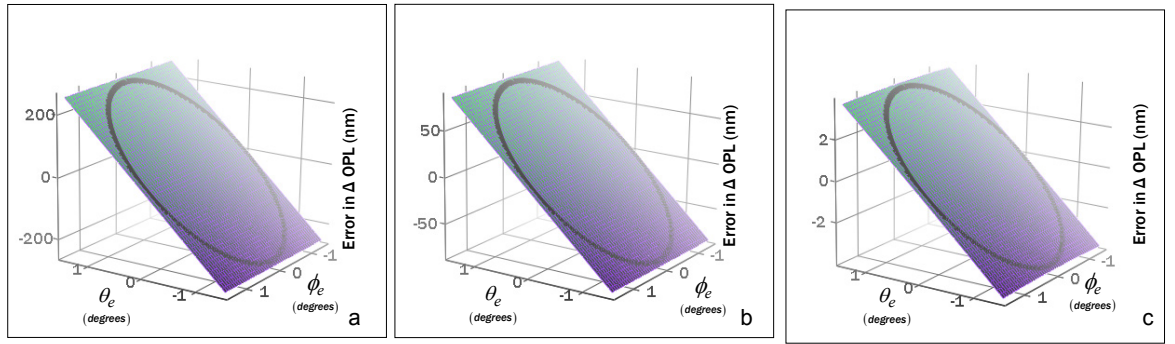 200
0
-200
1
0
-1
θe
(degrees)
1
0
-1
ϕe
(degrees)
Error in Δ OPL (nm)
a
50
0
-50
1
0
-1
θe
(degrees)
1
0
-1
ϕe
(degrees)
Error in Δ OPL (nm)
b
2
0
-2
1
0
-1
θe
(degrees)
1
0
-1
ϕe
(degrees)
Error in Δ OPL (nm)
c